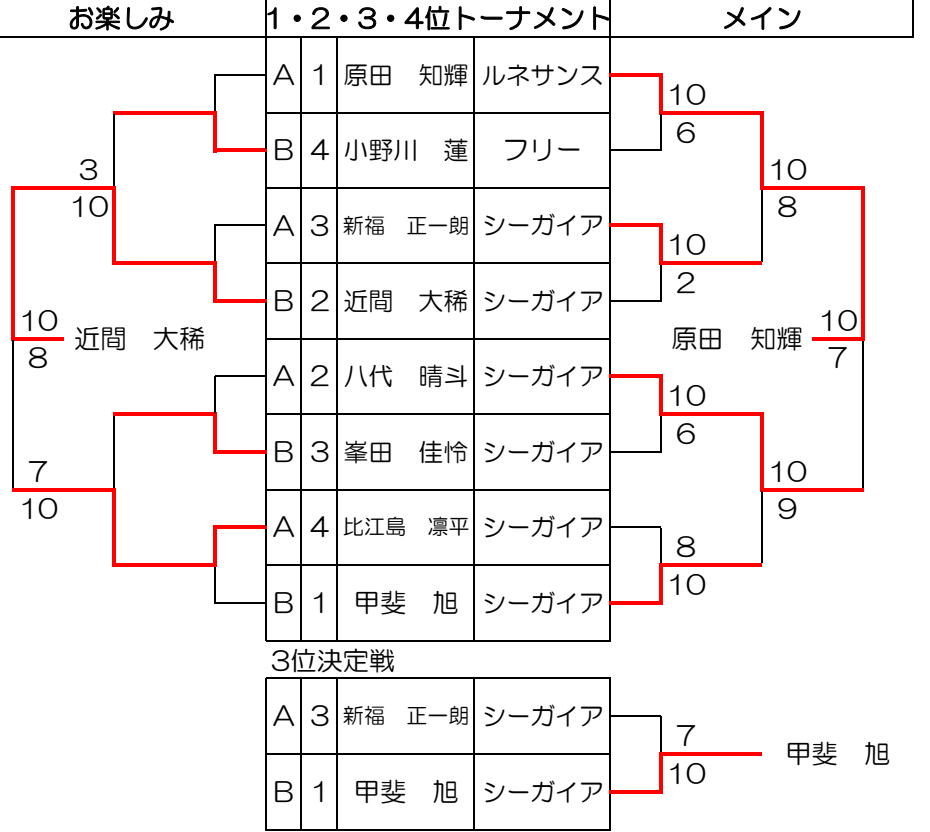 お楽しみ １・２・３・４位トーナメント メイン
A 1 原田　知輝 ルネサンス
10
6
B 4 小野川　蓮 フリー
3
10
10
8
A 3 新福　正一朗 シーガイア
10
2
B 2 近間　大稀 シーガイア
10
8
近間　大稀
原田　知輝
10
7
A 2 八代　晴斗 シーガイア
10
6
B 3 峯田　佳怜 シーガイア
7
10
10
9
A 4 比江島　凛平 シーガイア
8
10
B 1 甲斐　旭 シーガイア
3位決定戦
A 3 新福　正一朗 シーガイア
7
10
甲斐　旭
B 1 甲斐　旭 シーガイア